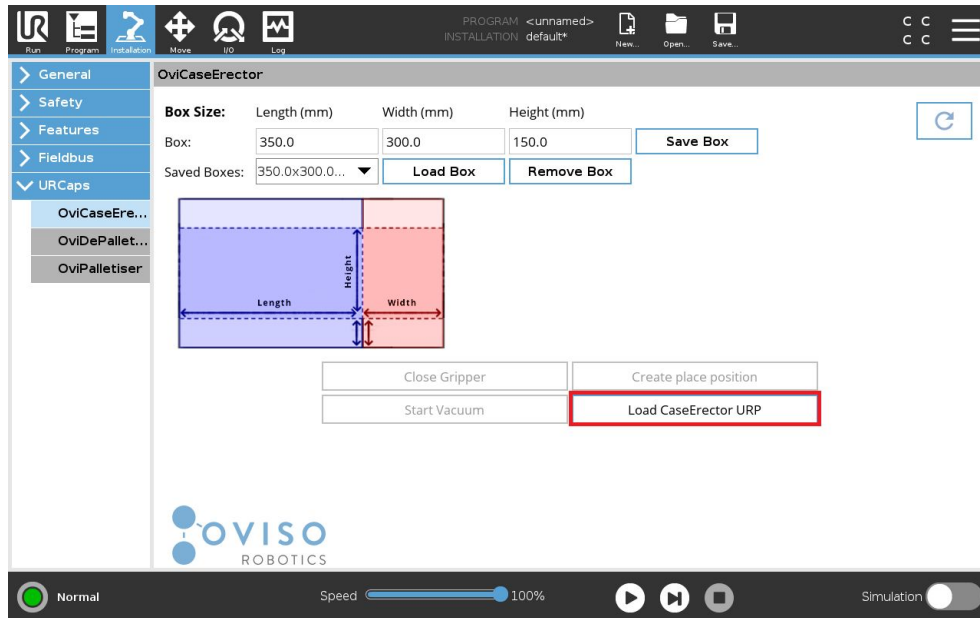 PROGRAM <unnamed>
INSTALLATION default*
Run Program Installation Move I/O Log New... Open... Save...
C C
C C
General
Safety
Features
Fieldbus
URCaps
OviCaseEre...
OviDePallet...
OviPalletiser
OviCaseErector
Box Size: Length (mm) Width (mm) Height (mm)
Box: 350.0 300.0 150.0 Save Box
Saved Boxes: 350.0x300.0... Load Box Remove Box
Height
Length Width
Close Gripper Create place position
Start Vacuum Load CaseErector URP
OVISO
ROBOTICS
Normal Speed 100% Simulation